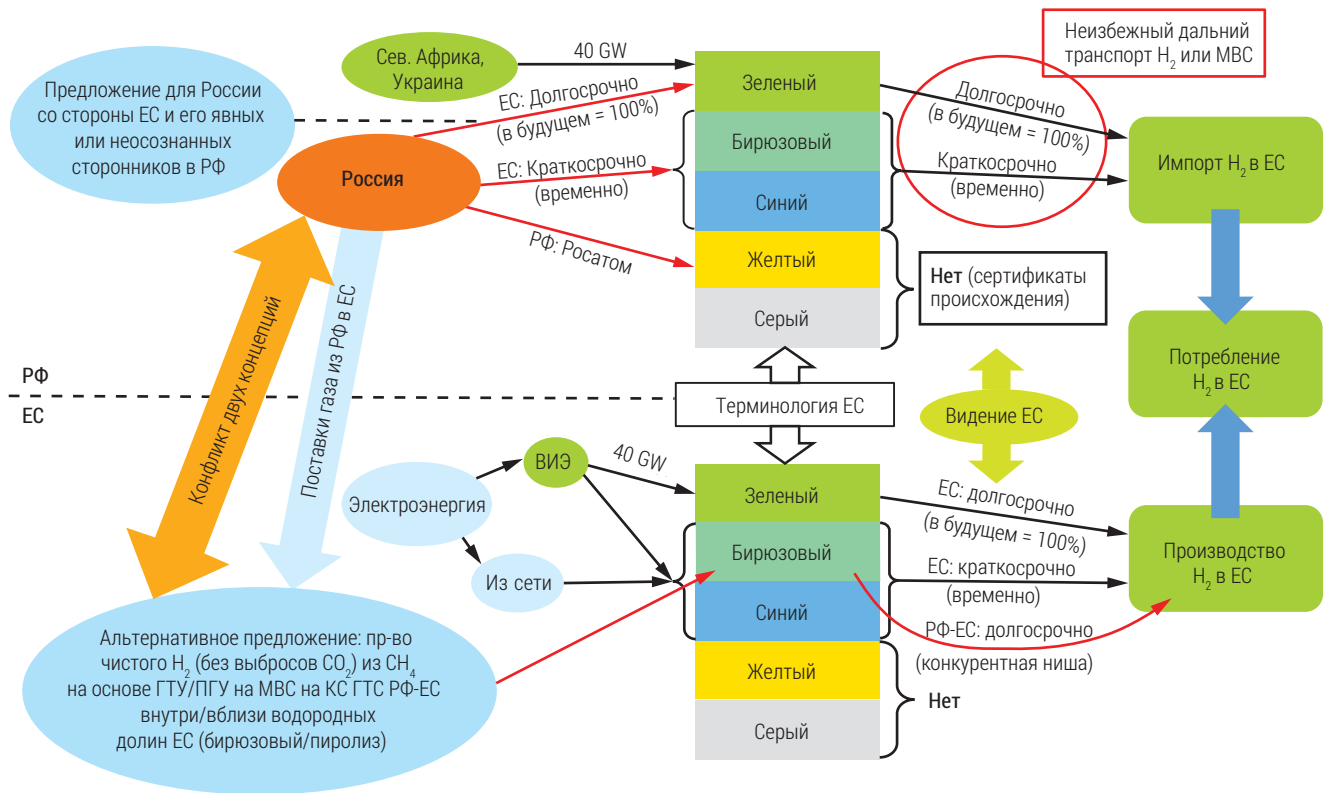 Сев. Африка,
Украина
40 GW
Предложение для России
со стороны ЕС и его явных
или неосознанных
сторонников в РФ
Россия
ЕС: Долгосрочно
(в будущем = 100%)
ЕС: Краткосрочно
(временно)
РФ: Росатом
Зеленый
Бирюзовый
Синий
Желтый
Серый
Неизбежный дальний
транспорт H₂ или МВС
Долгосрочно
(в будущем = 100%)
Краткосрочно
(временно)
Нет (сертификаты
происхождения)
Импорт H₂ в ЕС
Потребление
H₂ в ЕС
Производство
H₂ в ЕС
Конфликт двух концепций
Поставки газа из РФ в ЕС
РФ
ЕС
Терминология ЕС
Видение ЕС
Электроэнергия
ВИЭ
Из сети
40 GW
Зеленый
Бирюзовый
Синий
Желтый
Серый
ЕС: долгосрочно
(в будущем = 100%)
ЕС: краткосрочно
(временно)
РФ-ЕС: долгосрочно
(конкурентная ниша)
Нет
Альтернативное предложение: пр-во
чистого H₂ (без выбросов CO₂) из CH₄
на основе ГТУ/ПГУ на МВС на КС ГТС РФ-ЕС
внутри/вблизи водородных
долин ЕС (бирюзовый/пиролиз)